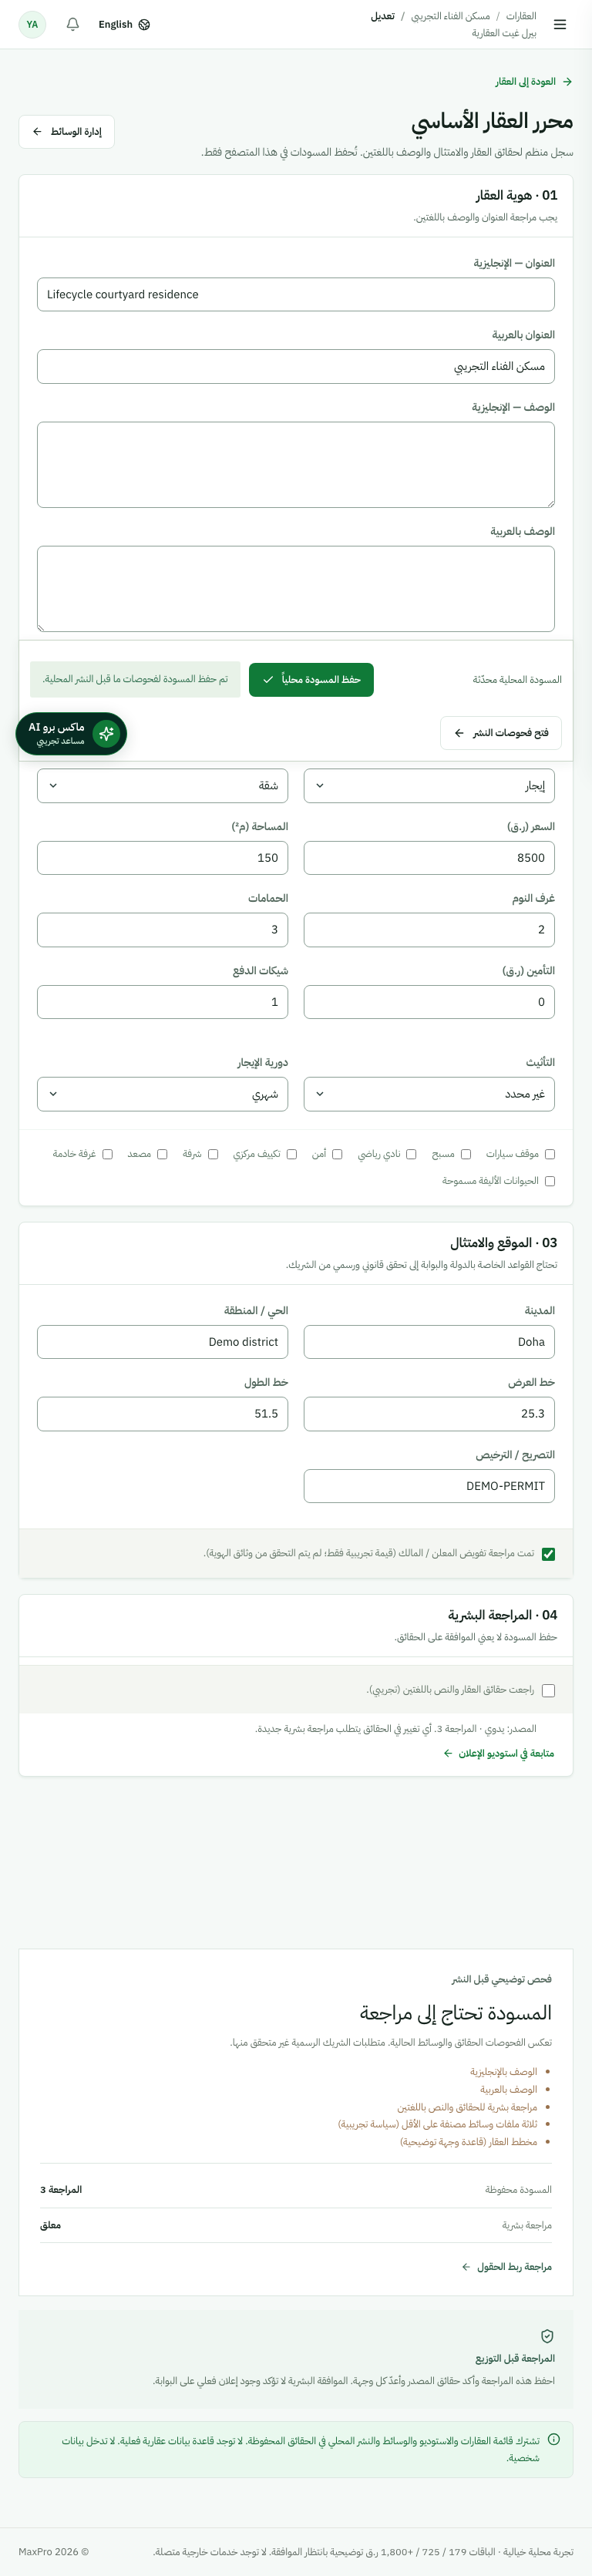 العقارات / مسكن الفناء التجريبي / تعديل
بيرل غيت العقارية
English
YA
العودة إلى العقار
محرر العقار الأساسي
سجل منظم لحقائق العقار والامتثال والوصف باللغتين. تُحفظ المسودات في هذا المتصفح فقط.
إدارة الوسائط
01 · هوية العقار
يجب مراجعة العنوان والوصف باللغتين.
العنوان — الإنجليزية
Lifecycle courtyard residence
العنوان بالعربية
مسكن الفناء التجريبي
الوصف — الإنجليزية
الوصف بالعربية
المسودة المحلية محدّثة
حفظ المسودة محلياً
تم حفظ المسودة لفحوصات ما قبل النشر المحلية.
فتح فحوصات النشر
ماكس برو AI
مساعد تجريبي
إيجار
شقة
السعر (ر.ق)
المساحة (م²)
8500
150
غرف النوم
الحمامات
2
3
التأمين (ر.ق)
شيكات الدفع
0
1
التأثيث
دورية الإيجار
غير محدد
شهري
موقف سيارات
مسبح
نادي رياضي
أمن
تكييف مركزي
شرفة
مصعد
غرفة خادمة
الحيوانات الأليفة مسموحة
03 · الموقع والامتثال
تحتاج القواعد الخاصة بالدولة والبوابة إلى تحقق قانوني ورسمي من الشريك.
المدينة
الحي / المنطقة
Doha
Demo district
خط العرض
خط الطول
25.3
51.5
التصريح / الترخيص
DEMO-PERMIT
تمت مراجعة تفويض المعلن / المالك (قيمة تجريبية فقط؛ لم يتم التحقق من وثائق الهوية).
04 · المراجعة البشرية
حفظ المسودة لا يعني الموافقة على الحقائق.
راجعت حقائق العقار والنص باللغتين (تجريبي).
المصدر: يدوي · المراجعة 3. أي تغيير في الحقائق يتطلب مراجعة بشرية جديدة.
متابعة في استوديو الإعلان
فحص توضيحي قبل النشر
المسودة تحتاج إلى مراجعة
تعكس الفحوصات الحقائق والوسائط الحالية. متطلبات الشريك الرسمية غير متحقق منها.
• الوصف بالإنجليزية
• الوصف بالعربية
• مراجعة بشرية للحقائق والنص باللغتين
• ثلاثة ملفات وسائط مصنفة على الأقل (سياسة تجريبية)
• مخطط العقار (قاعدة وجهة توضيحية)
المسودة محفوظة
المراجعة 3
مراجعة بشرية
معلق
مراجعة ربط الحقول
المراجعة قبل التوزيع
احفظ هذه المراجعة وأكد حقائق المصدر وأعدّ كل وجهة. الموافقة البشرية لا تؤكد وجود إعلان فعلي على البوابة.
تشترك قائمة العقارات والاستوديو والوسائط والنشر المحلي في الحقائق المحفوظة. لا توجد قاعدة بيانات عقارية فعلية. لا تدخل بيانات
شخصية.
تجربة محلية خيالية · الباقات 179 / 725 / 1,800+ ر.ق توضيحية بانتظار الموافقة. لا توجد خدمات خارجية متصلة.
© 2026 MaxPro